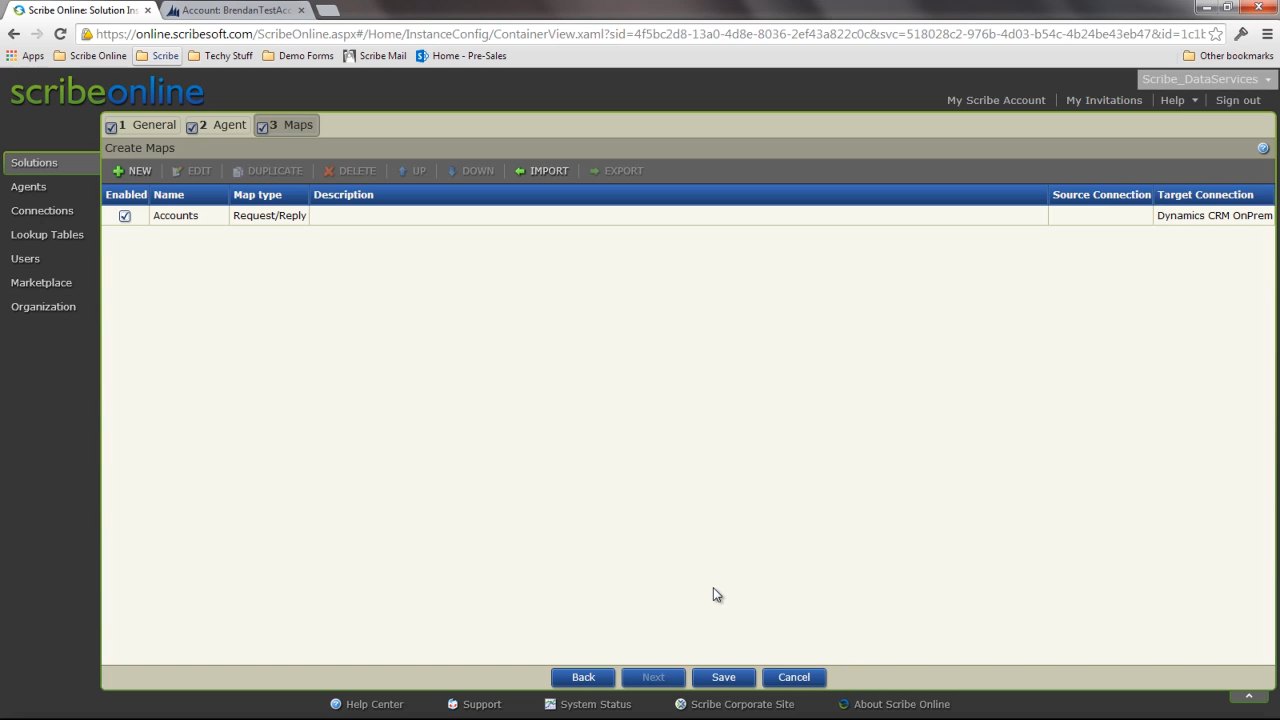 Scribe Online: Solution In
Account: BrendanTestAcc
https://online.scribesoft.com/ScribeOnline.aspx#/Home/InstanceConfig/ContainerView.xaml?sid=4f5bc2d8-13a0-4d8e-8036-2ef43a822c0c&svc=518028c2-976b-4d03-b54c-4b24be43eb47&id=1c1b
Apps Scribe Online Scribe Techy Stuff Demo Forms Scribe Mail Home - Pre-Sales Other bookmarks
Scribe_DataServices
scribeonline
My Scribe Account My Invitations Help Sign out
1 General 2 Agent 3 Maps
Create Maps
Solutions
Agents
Connections
Lookup Tables
Users
Marketplace
Organization
NEW EDIT DUPLICATE DELETE UP DOWN IMPORT EXPORT
Enabled Name Map type Description Source Connection Target Connection
Accounts Request/Reply Dynamics CRM OnPrem
Back Next Save Cancel
Help Center Support System Status Scribe Corporate Site About Scribe Online